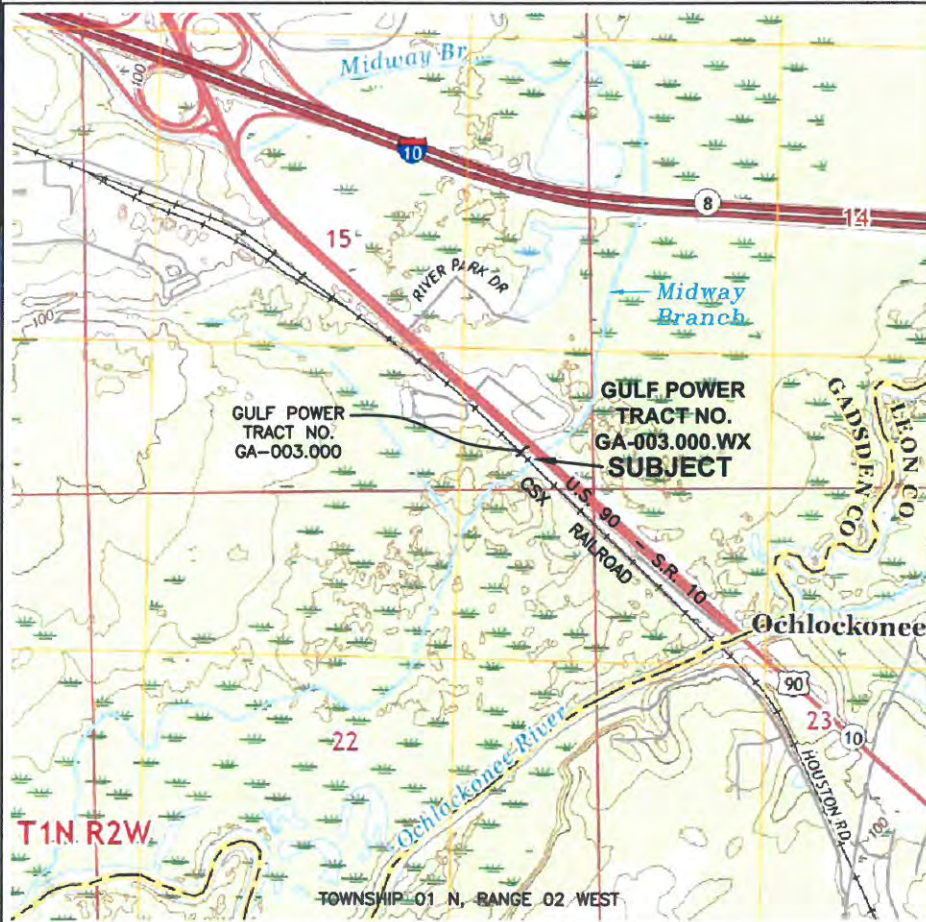 Midway Br
100
10
8
14
15
RIVER PARK DR
Midway
Branch
100
GULF POWER
TRACT NO.
GA-003.000
GULF POWER
TRACT NO.
GA-003.000.WX
SUBJECT
GADSDEN CO
LEON CO
U.S. 90 - S.R. 10
CSX RAILROAD
Ochlockonee
90
23
10
22
Ochlockonee River
HOUSTON RD
100
T1N R2W
TOWNSHIP 01 N, RANGE 02 WEST